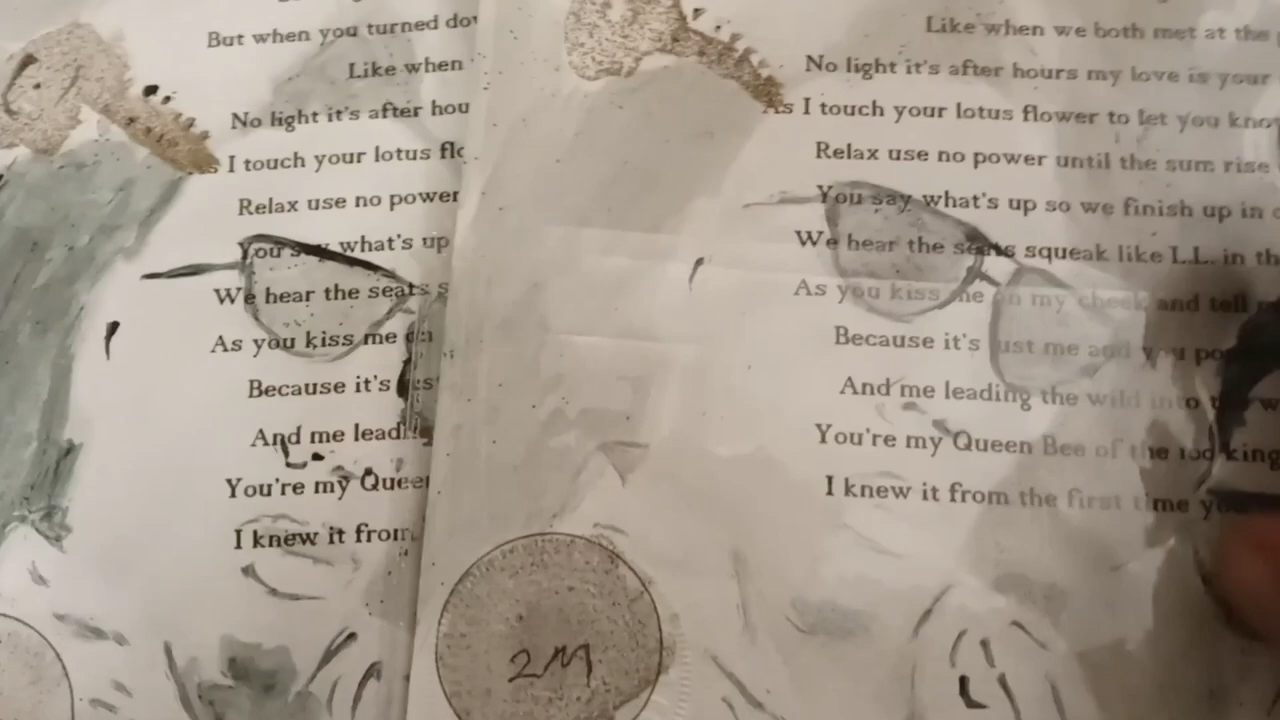 But when you turned
Like when
No light it's after hou
I touch your lotus
Relax use no power
You say what's up
We hear the seats s
As you kiss me on
Because it's
And me lead
You're my Queen
I knew it from
Like when we both met at the
No light it's after hours my love is your
As I touch your lotus flower to let you know
Relax use no power until the sum rise
You say what's up so we finish up in
We hear the seats squeak like L.L. in th
As you kiss me on my cheek and tell
Because it's just me and you po
And me leading the wild into the w
You're my Queen Bee of the king
I knew it from the first time
2M